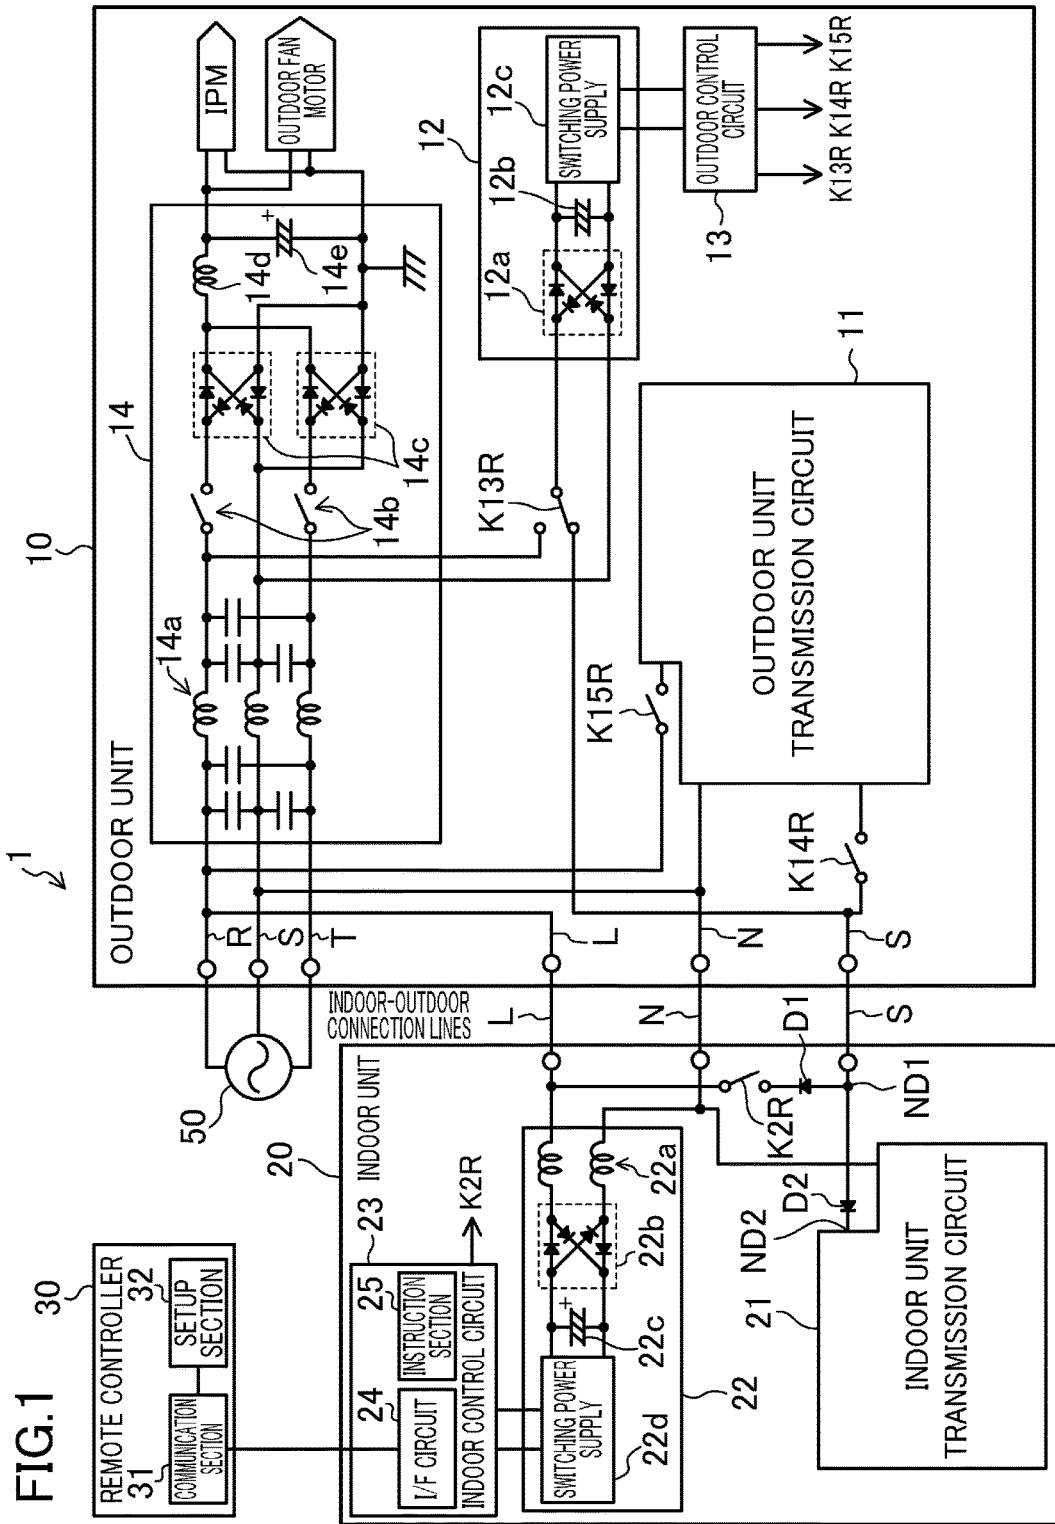 FIG.1
1
10
OUTDOOR UNIT
14
14a
14b
14c
14d
14e
IPM
OUTDOOR FAN
MOTOR
R
S
T
50
12
12a
12b
12c
SWITCHING POWER
SUPPLY
13
OUTDOOR CONTROL
CIRCUIT
K13R
K14R
K15R
K13R
K15R
K14R
11
OUTDOOR UNIT
TRANSMISSION CIRCUIT
L
N
S
INDOOR-OUTDOOR
CONNECTION LINES
L
N
S
30
REMOTE CONTROLLER
31
COMMUNICATION
SECTION
32
SETUP
SECTION
20
INDOOR UNIT
23
24
I/F CIRCUIT
25
INSTRUCTION
SECTION
INDOOR CONTROL CIRCUIT
K2R
22
22a
22b
22c
+
22d
SWITCHING POWER
SUPPLY
K2R
D1
ND1
D2
ND2
21
INDOOR UNIT
TRANSMISSION CIRCUIT
+